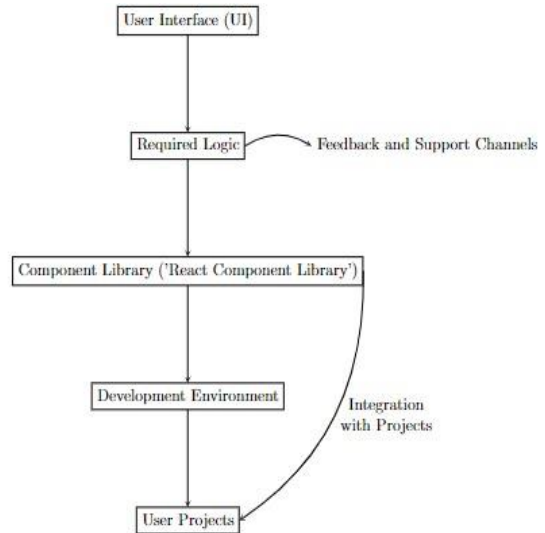 User Interface (UI)
Required Logic
Feedback and Support Channels
Component Library ('React Component Library')
Development Environment
Integration
with Projects
User Projects